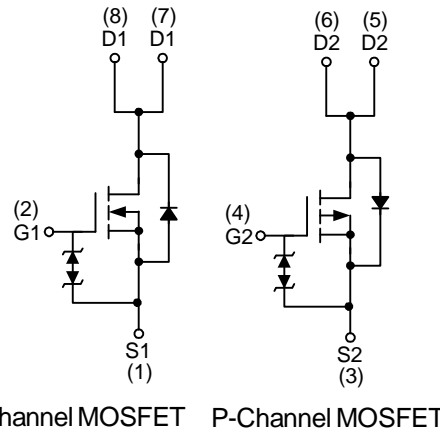 (8) (7)
D1 D1
(6) (5)
D2 D2
(2)
G1
(4)
G2
S1
(1)
S2
(3)
hannel MOSFET P-Channel MOSFET